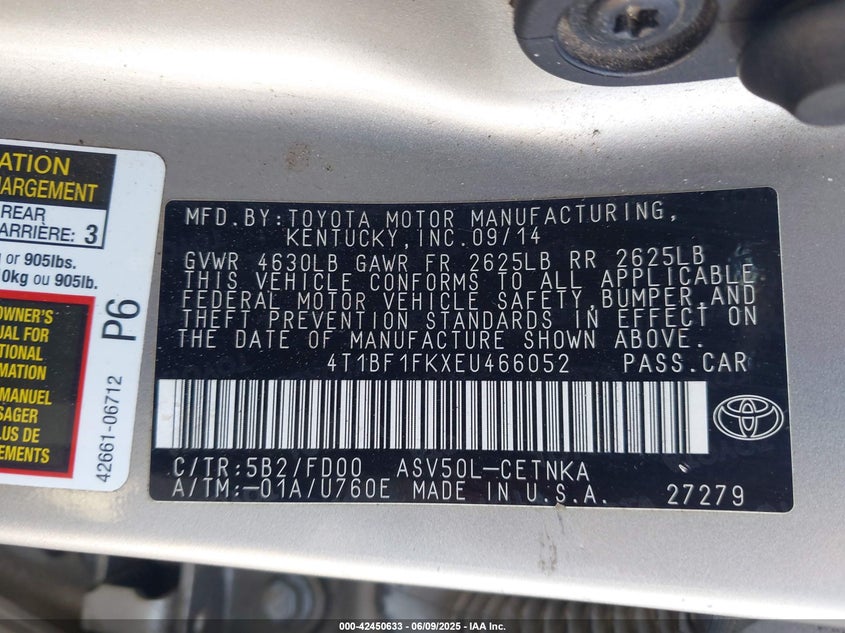 ATION
HARGEMENT
REAR
ARRIÈRE: 3
or 905lbs.
0kg ou 905lb.
OWNER'S
UAL FOR
TIONAL
RMATION
MANUEL
SAGER
LUS DE
EMENTS
P6
42661-06712
MFD.BY:TOYOTA MOTOR MANUFACTURING,
KENTUCKY, INC.09/14
GVWR 4630LB GAWR FR 2625LB RR 2625LB
THIS VEHICLE CONFORMS TO ALL APPLICABLE
FEDERAL MOTOR VEHICLE SAFETY, BUMPER, AND
THEFT PREVENTION STANDARDS IN EFFECT ON
THE DATE OF MANUFACTURE SHOWN ABOVE.
4T1BF1FKXEU466052 PASS.CAR
C/TR:5B2/FD00 ASV50L-CETNKA
A/TM:-01A/U760E MADE IN U.S.A. 27279
000-42450633 - 06/09/2025 - IAA, Inc.